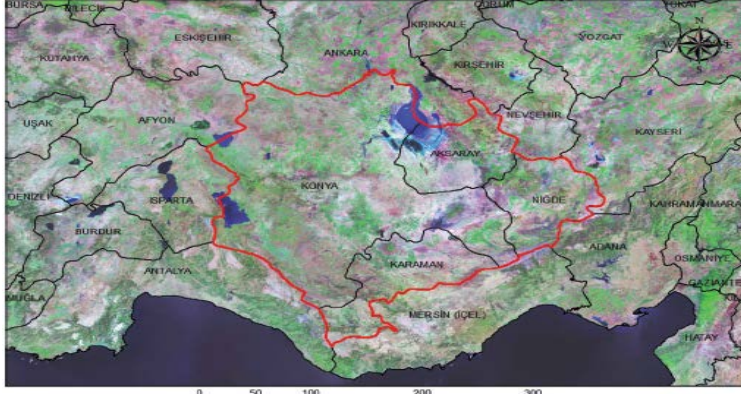 BURSA BİLECİK ÇORUM TOKAT
ESKİŞEHİR ANKARA KIRIKKALE YOZGAT
N
W E
S
KÜTAHYA KIRŞEHİR
UŞAK AFYON NEVŞEHİR KAYSERİ
AKSARAY
DENİZLİ ISPARTA KONYA NİĞDE KAHRAMANMARA
BURDUR ADANA
ANTALYA KARAMAN OSMANİYE
MUĞLA MERSİN (İÇEL) GAZİANTE
HATAY
0 50 100 200 300